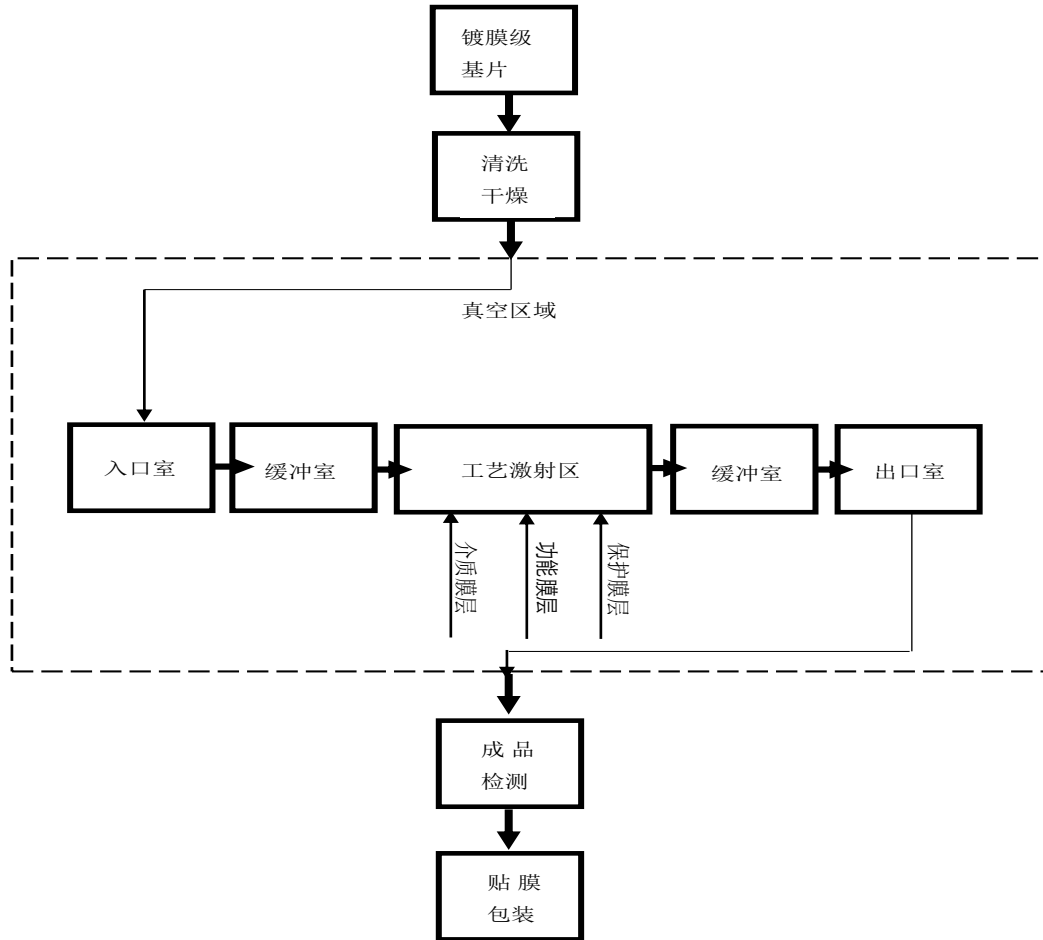 镀膜级
基片
清洗
干燥
真空区域
入口室
缓冲室
工艺溅射区
缓冲室
出口室
介质膜层
功能膜层
保护膜层
成 品
检测
贴 膜
包装